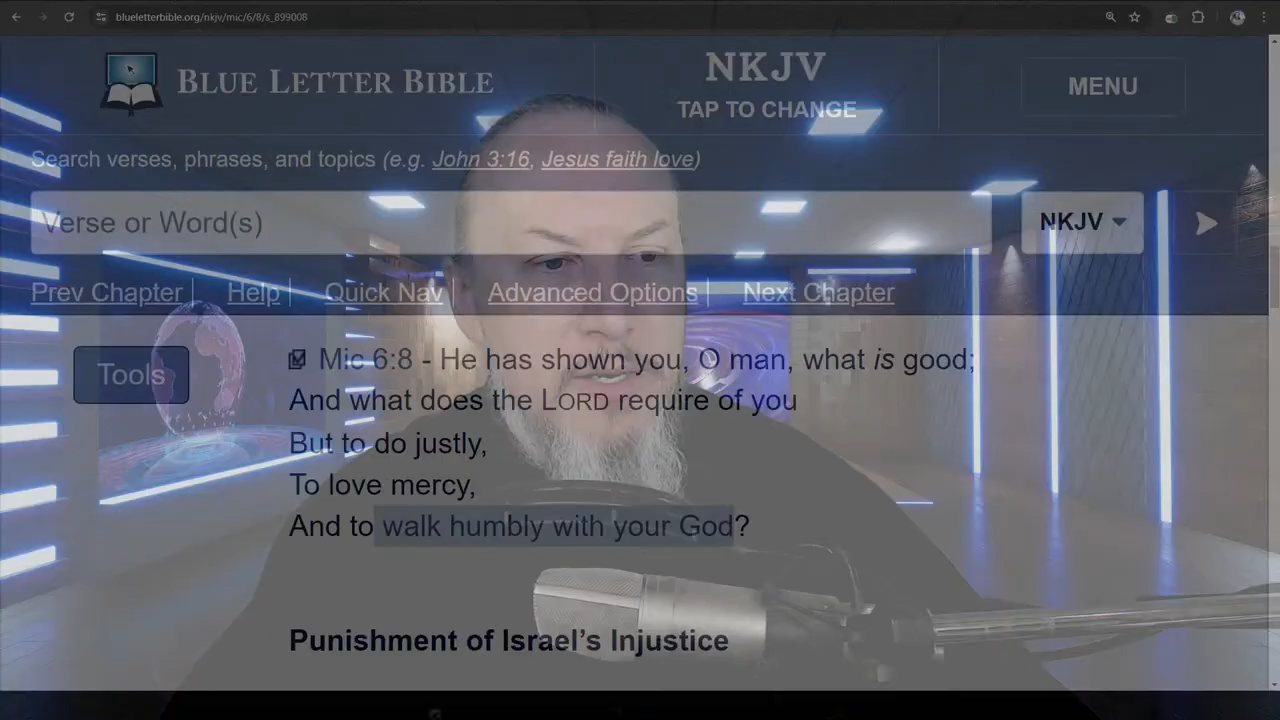 blueletterbible.org/nkjv/mic/6/8/s_899008
BLUE LETTER BIBLE
NKJV
TAP TO CHANGE
MENU
Search verses, phrases, and topics (e.g. John 3:16, Jesus faith love)
Verse or Word(s)
NKJV
Prev Chapter
Help
Quick Nav
Advanced Options
Next Chapter
Tools
Mic 6:8 - He has shown you, O man, what is good;
And what does the LORD require of you
But to do justly,
To love mercy,
And to walk humbly with your God?
Punishment of Israel’s Injustice